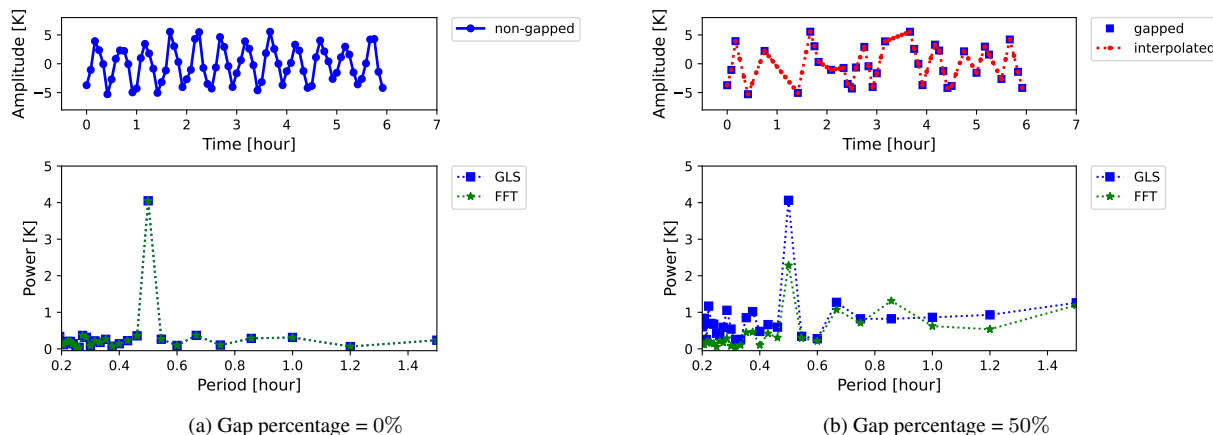 Amplitude [K]
5
0
−5
0 1 2 3 4 5 6 7
Time [hour]
non-gapped
Power [K]
5
4
3
2
1
0
0.2 0.4 0.6 0.8 1.0 1.2 1.4
Period [hour]
GLS
FFT
(a) Gap percentage = 0%
Amplitude [K]
5
0
−5
0 1 2 3 4 5 6 7
Time [hour]
gapped
interpolated
Power [K]
5
4
3
2
1
0
0.2 0.4 0.6 0.8 1.0 1.2 1.4
Period [hour]
GLS
FFT
(b) Gap percentage = 50%